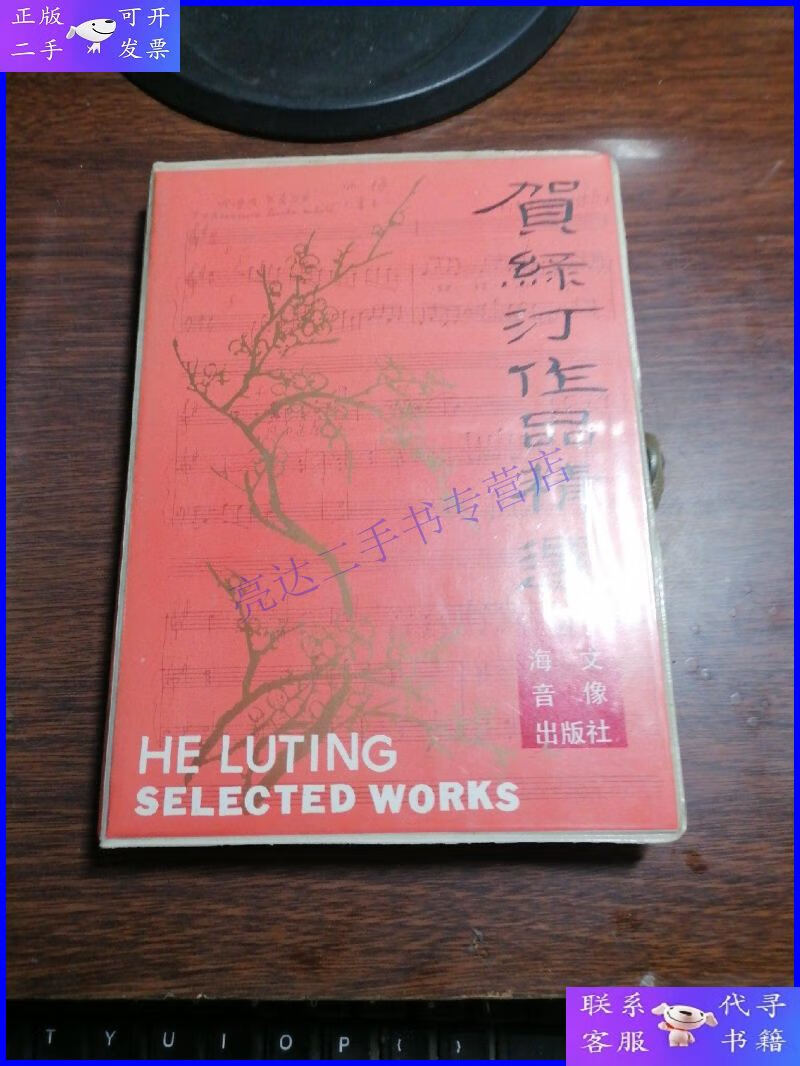 正版 可开
二手 发票
賀綠汀作品精選
亮达二手书专营店
海 文
音 像
出版社
HE LUTING
SELECTED WORKS
联系 代寻
客服 书籍
T Y U I O P { }